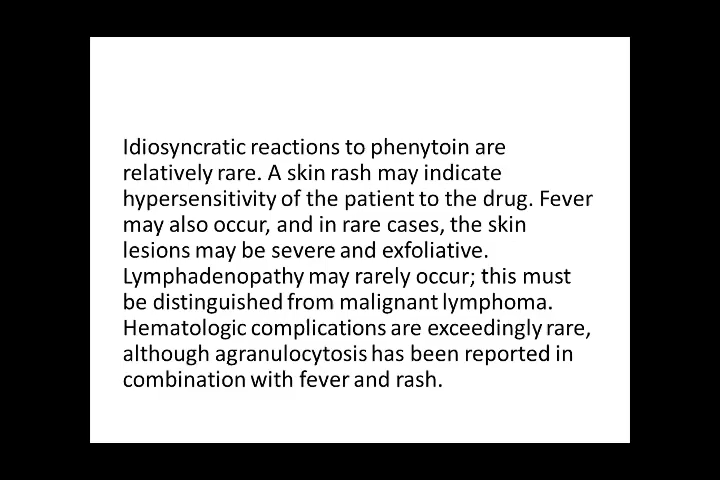 Idiosyncratic reactions to phenytoin are
relatively rare. A skin rash may indicate
hypersensitivity of the patient to the drug. Fever
may also occur, and in rare cases, the skin
lesions may be severe and exfoliative.
Lymphadenopathy may rarely occur; this must
be distinguished from malignant lymphoma.
Hematologic complications are exceedingly rare,
although agranulocytosis has been reported in
combination with fever and rash.